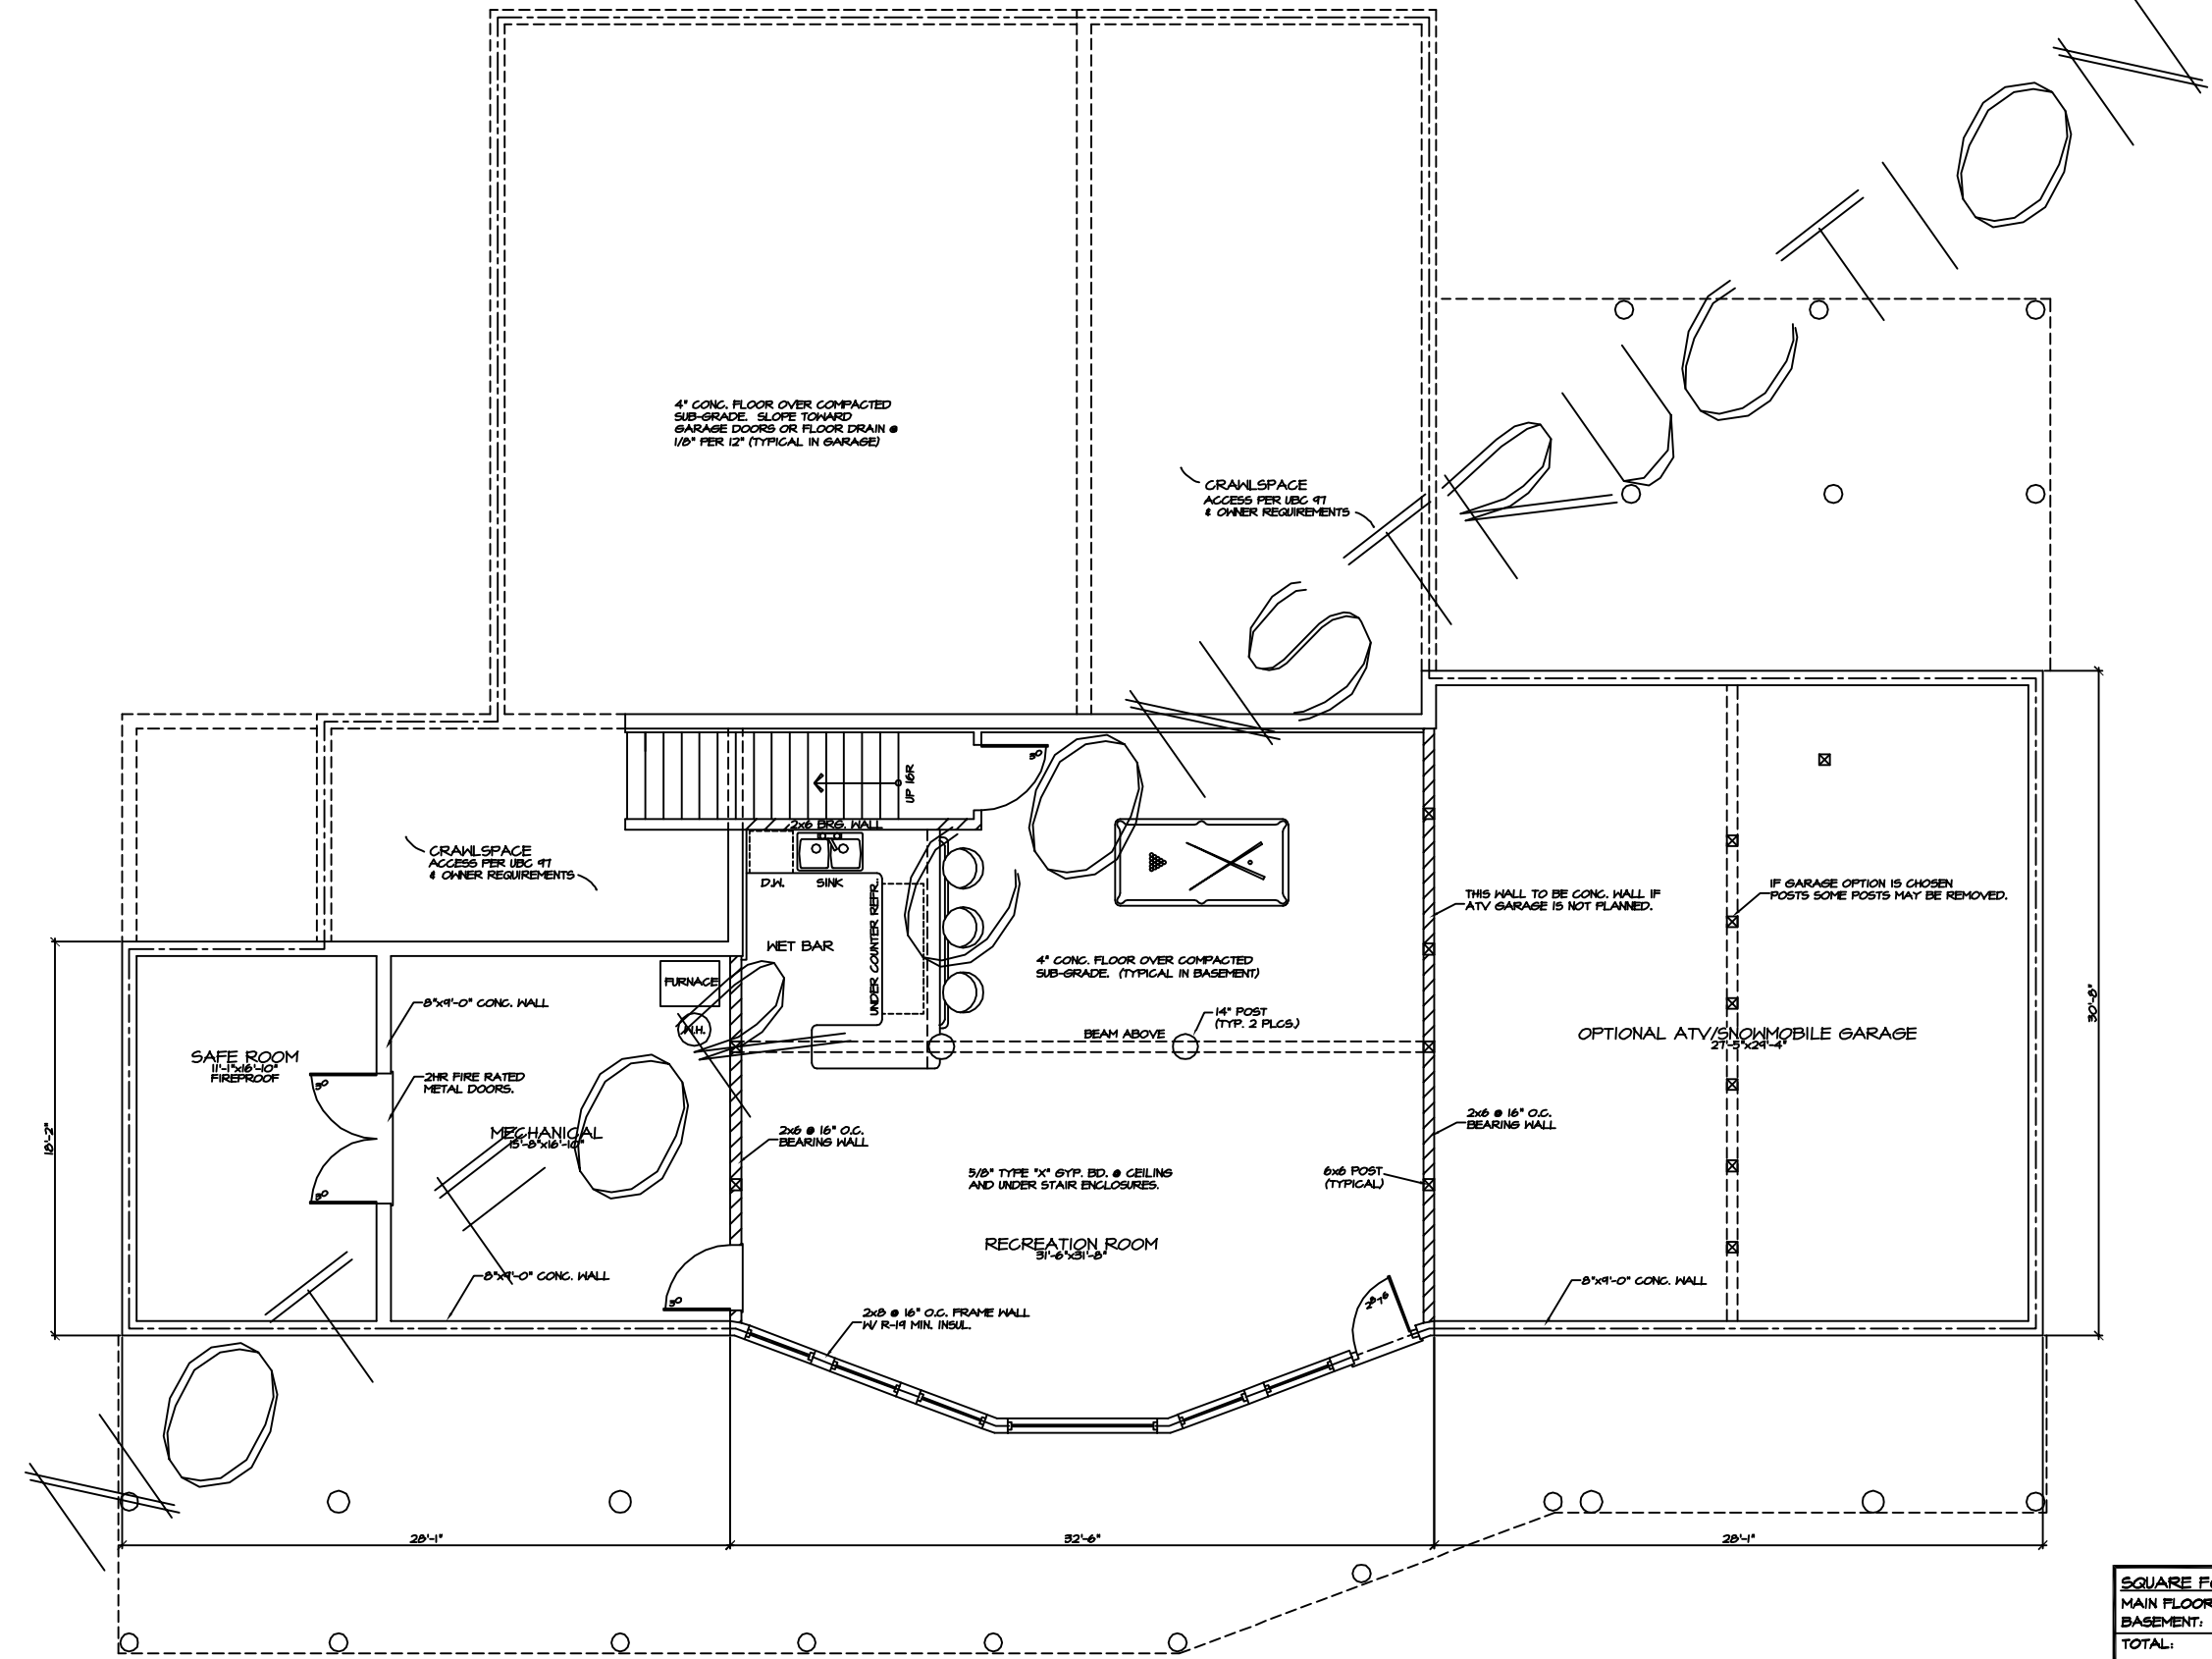 4" CONC. FLOOR OVER COMPACTED
SUB-GRADE. SLOPE TOWARD
GARAGE DOORS OR FLOOR DRAIN @
1/8" PER 12" (TYPICAL IN GARAGE)
CRAWLSPACE
ACCESS PER UBC 97
& OWNER REQUIREMENTS
UP 16R
30
2x6 BRG. WALL
CRAWLSPACE
ACCESS PER UBC 97
& OWNER REQUIREMENTS
D.W.
SINK
UNDER COUNTER REFR.
WET BAR
THIS WALL TO BE CONC. WALL IF
ATV GARAGE IS NOT PLANNED.
IF GARAGE OPTION IS CHOSEN
POSTS SOME POSTS MAY BE REMOVED.
4" CONC. FLOOR OVER COMPACTED
SUB-GRADE. (TYPICAL IN BASEMENT)
FURNACE
W.H.
8"x9'-0" CONC. WALL
14" POST
(TYP. 2 PLCS.)
BEAM ABOVE
30'-8"
OPTIONAL ATV/SNOWMOBILE GARAGE
27'-5"x29'-4"
SAFE ROOM
11'-1"x16'-10"
FIREPROOF
30
2HR FIRE RATED
METAL DOORS.
18'-2"
MECHANICAL
15'-8"x16'-10"
2x6 @ 16" O.C.
BEARING WALL
2x6 @ 16" O.C.
BEARING WALL
5/8" TYPE "X" GYP. BD. @ CEILING
AND UNDER STAIR ENCLOSURES.
6x6 POST
(TYPICAL)
30
RECREATION ROOM
31'-6"x31'-8"
8"x9'-0" CONC. WALL
8"x9'-0" CONC. WALL
30
2876
2x8 @ 16" O.C. FRAME WALL
W/ R-19 MIN. INSUL.
28'-1"
32'-6"
28'-1"
NOT FOR CONSTRUCTION
MAIN FLOOR
BASEMENT:
TOTAL:
SQUARE